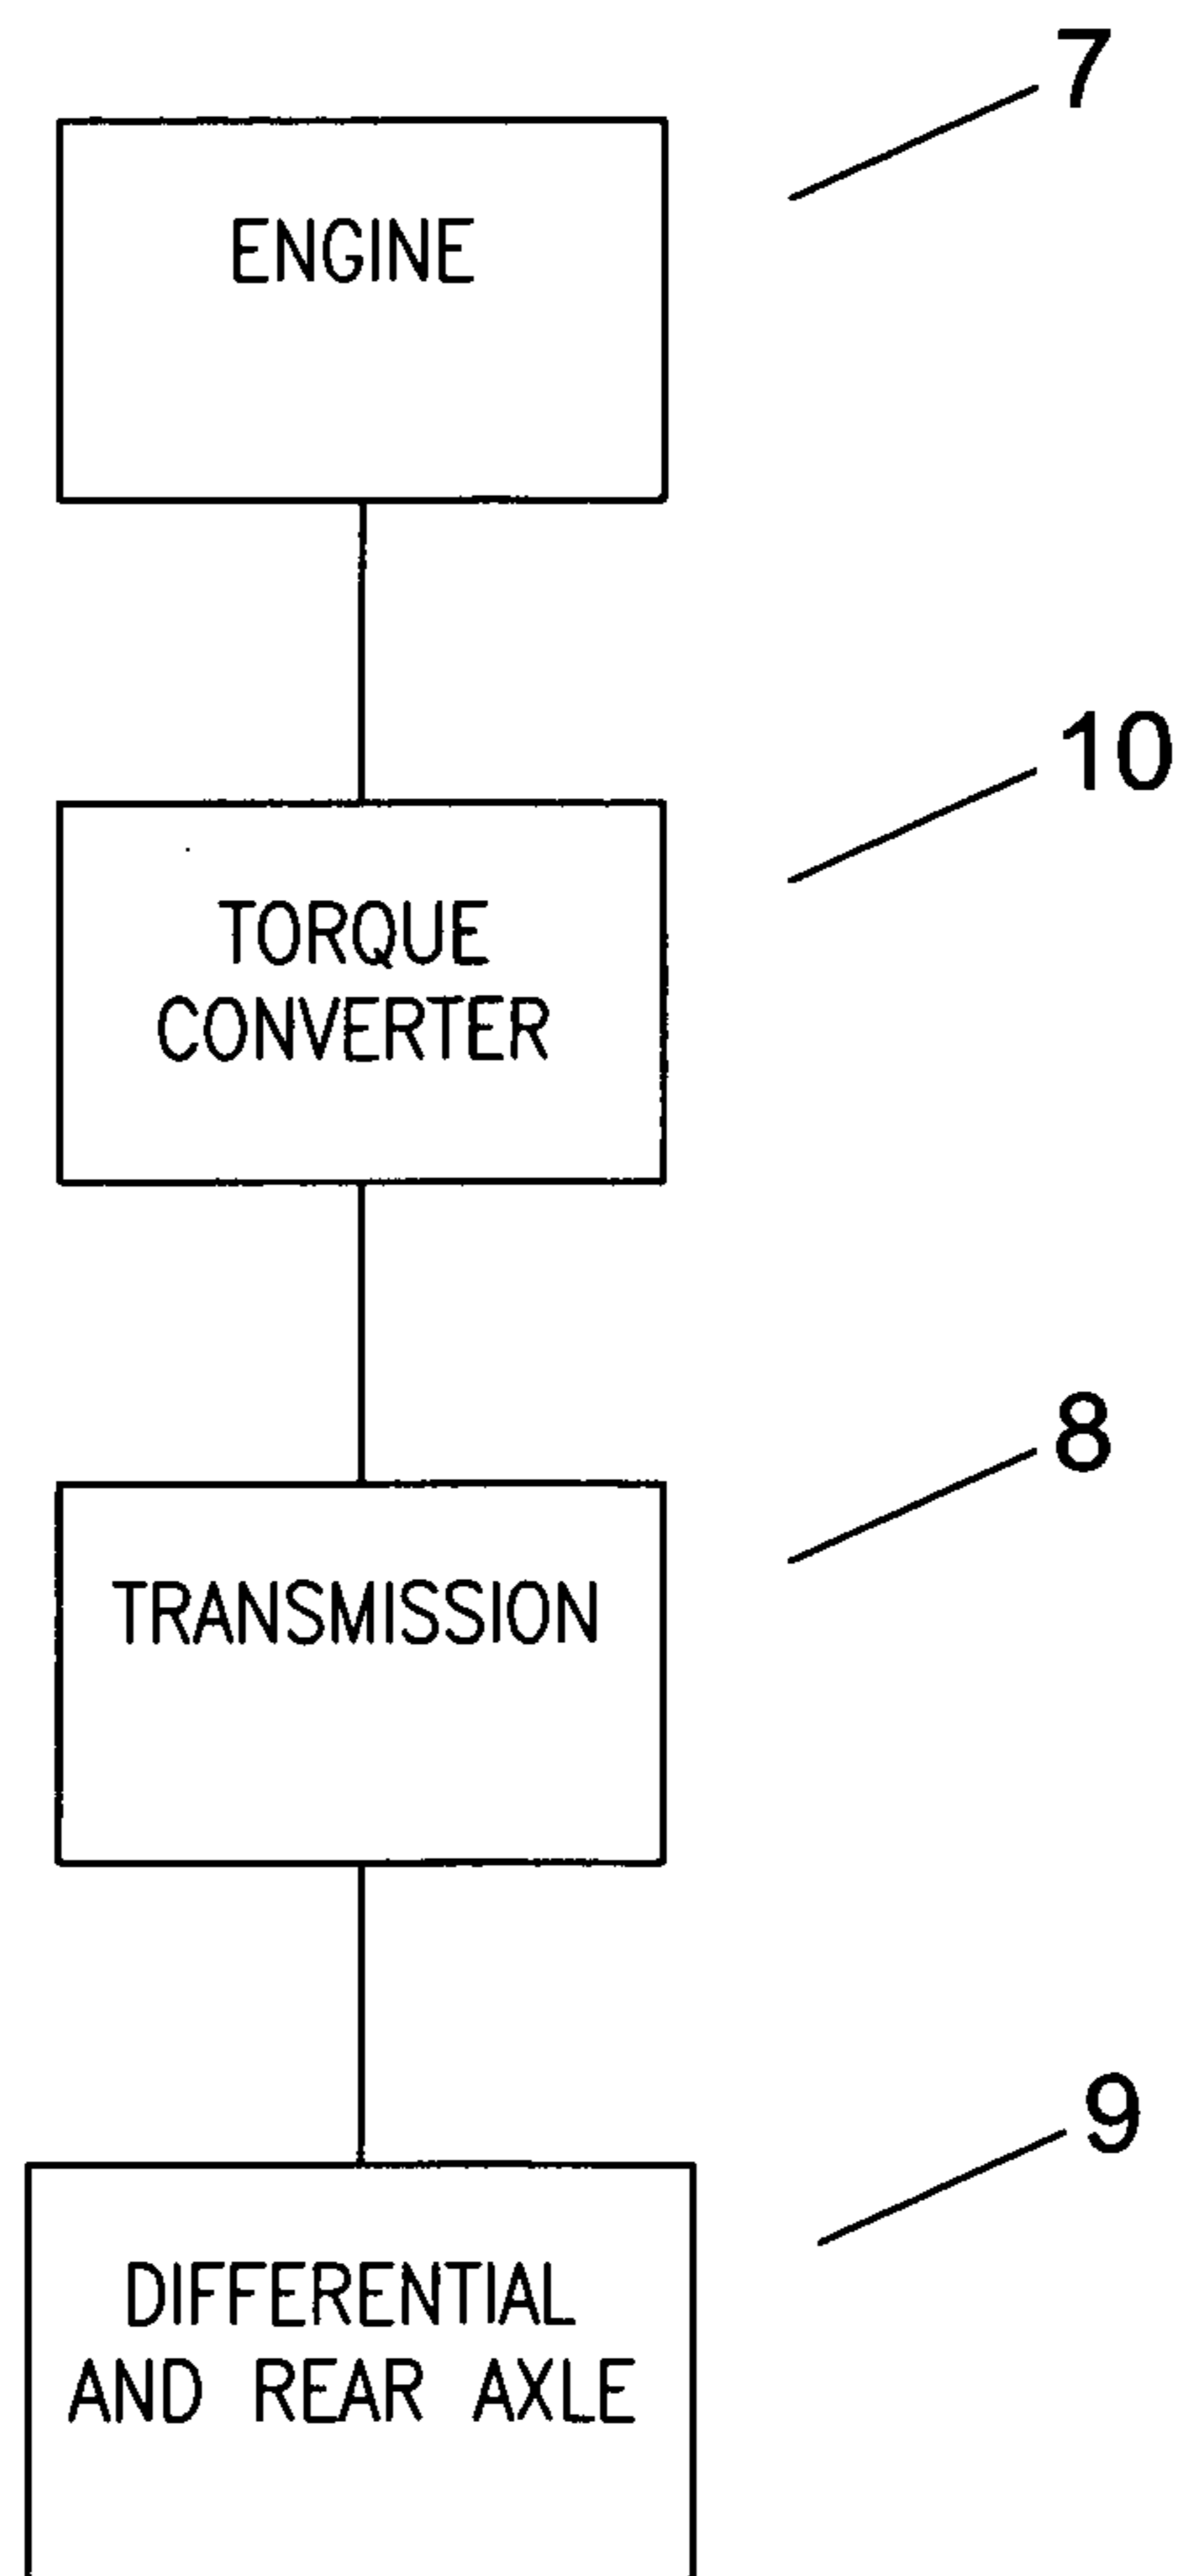 7
ENGINE
10
TORQUE
CONVERTER
8
TRANSMISSION
9
DIFFERENTIAL
AND REAR AXLE